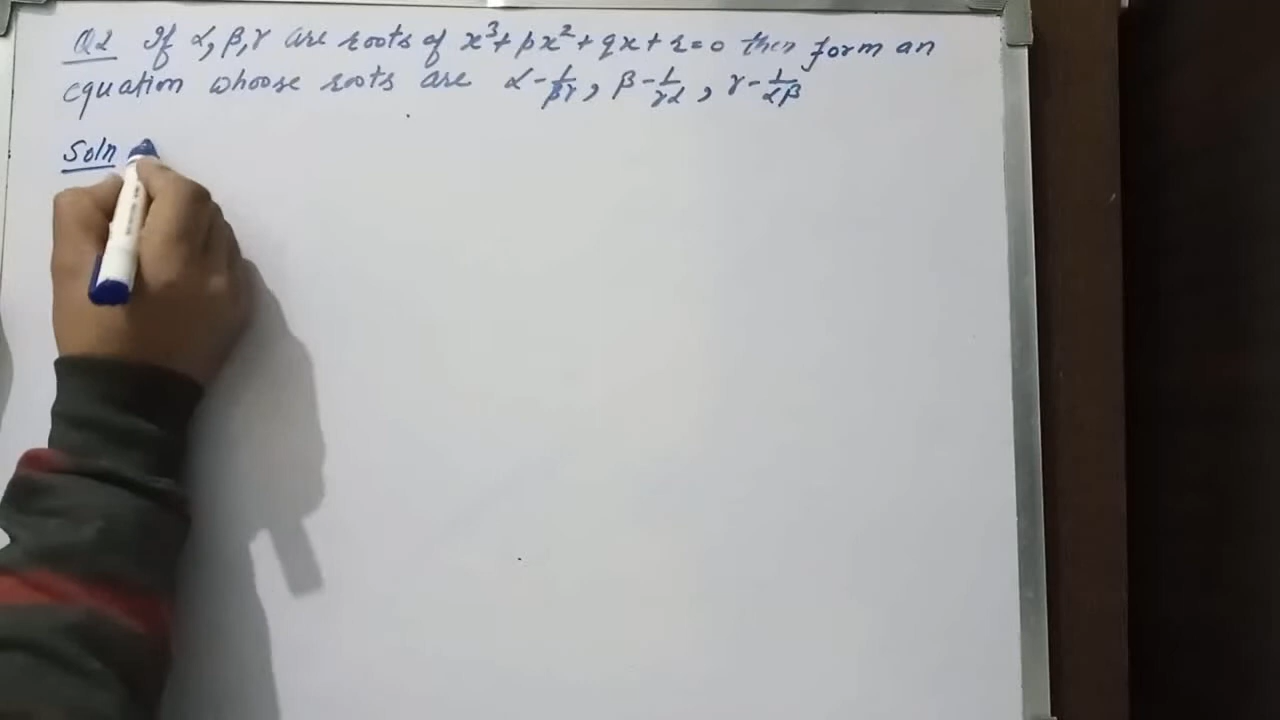 Q2 If α, β, γ are roots of x³ + px² + qx + r = 0 then form an
equation whoose roots are α - 1/βγ, β - 1/γα, γ - 1/αβ
Soln